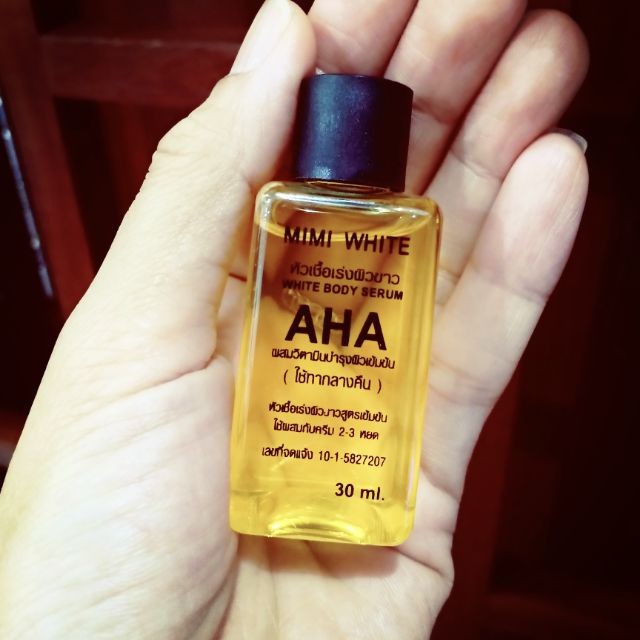 MIMI WHITE
หัวเชื้อเร่งผิวขาว
WHITE BODY SERUM
AHA
ผสมวิตามินบำรุงผิวเข้มข้น
( ใช้ทากลางคืน )
หัวเชื้อเร่งผิวขาวสูตรเข้มข้น
ใช้ผสมกับครีม 2-3 หยด
เลขที่จดแจ้ง 10-1-5827207
30 ml.